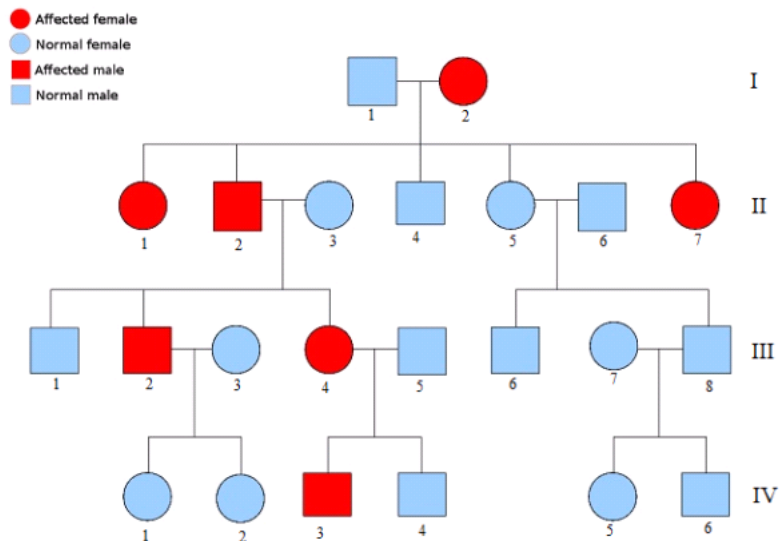 Affected female
Normal female
Affected male
Normal male
I
1 2
II
1 2 3 4 5 6 7
III
1 2 3 4 5 6 7 8
IV
1 2 3 4 5 6